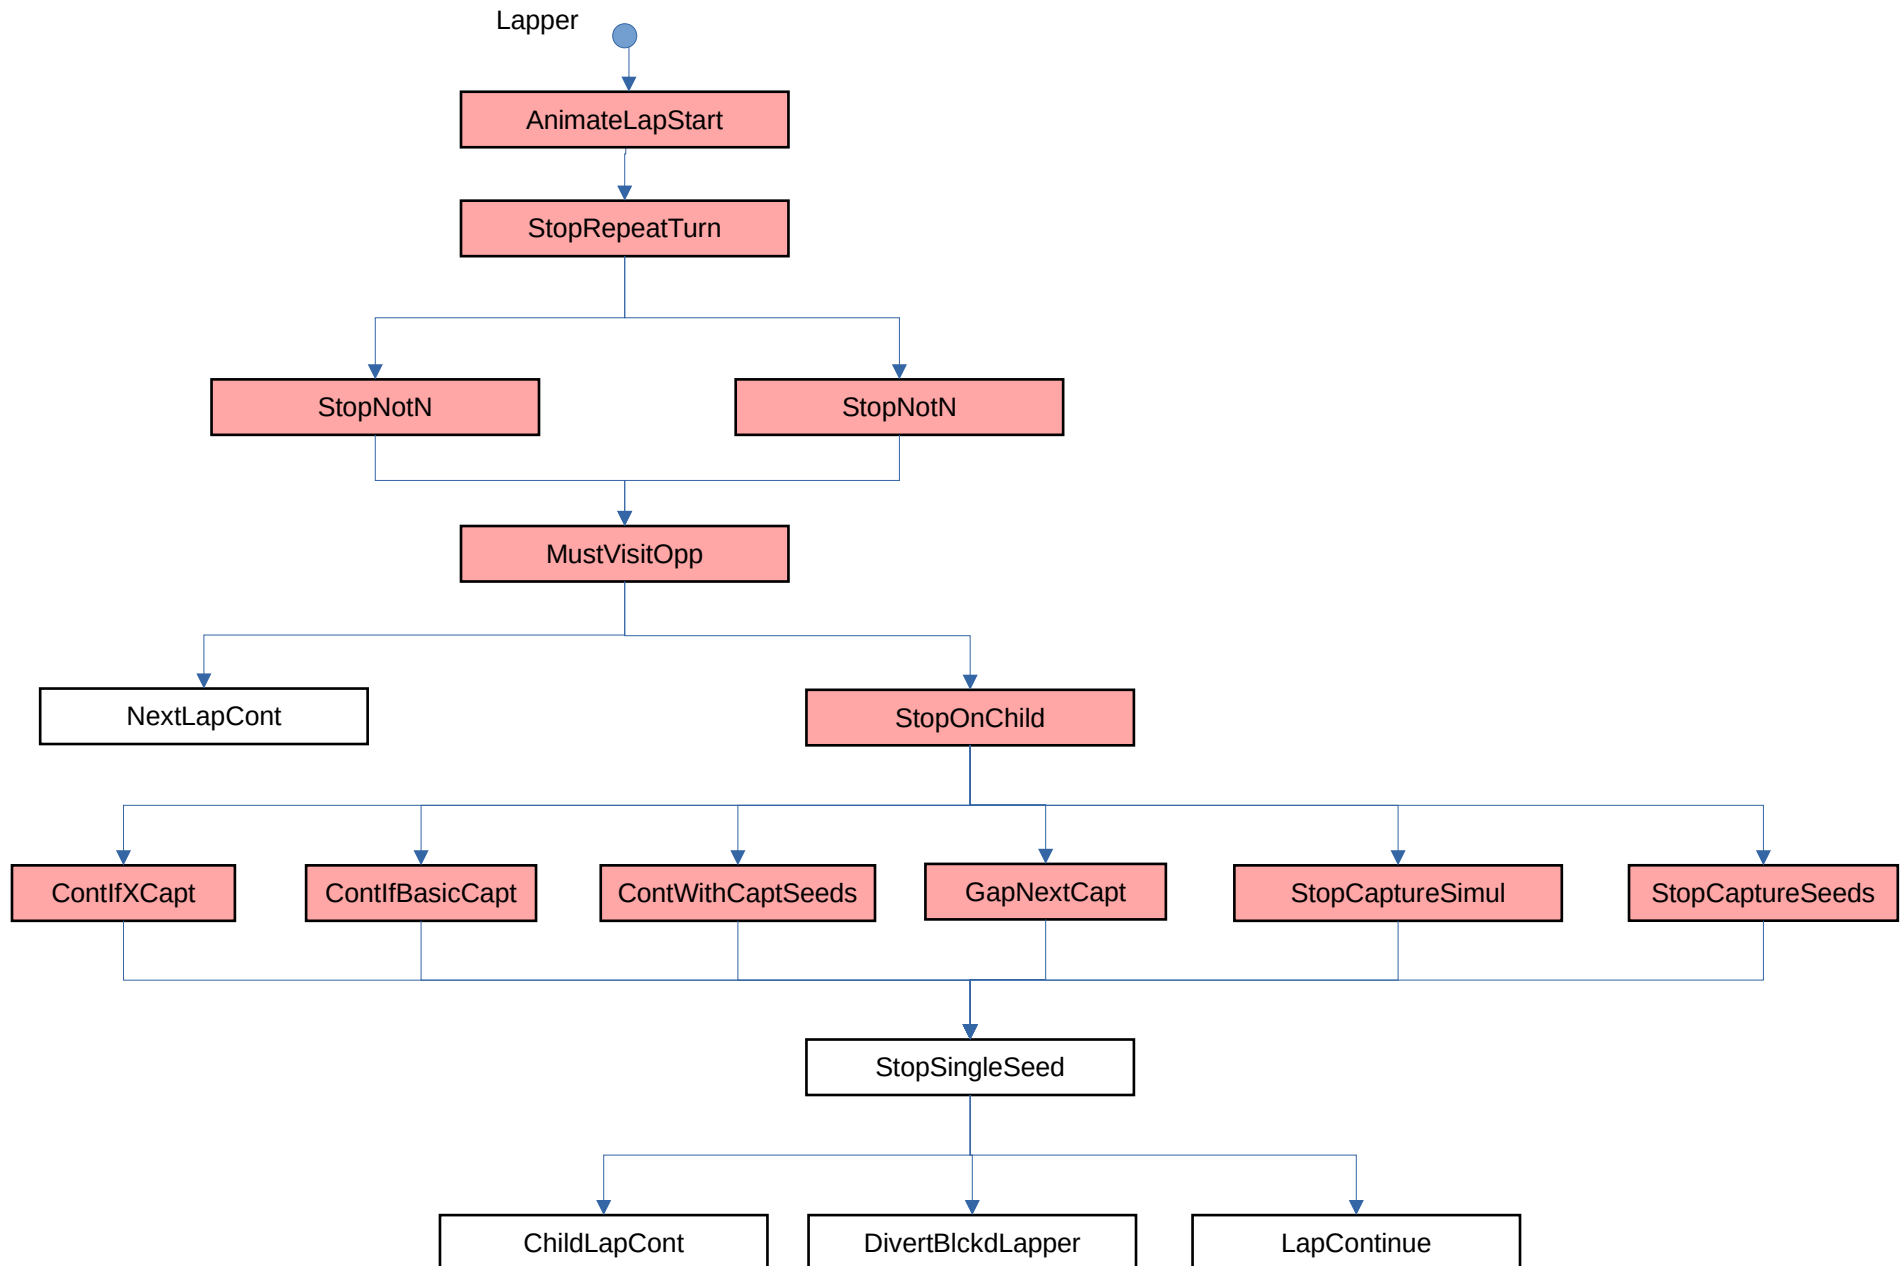 Lapper
AnimateLapStart
StopRepeatTurn
StopNotN
StopNotN
MustVisitOpp
NextLapCont
StopOnChild
ContIfXCapt
ContIfBasicCapt
ContWithCaptSeeds
GapNextCapt
StopCaptureSimul
StopCaptureSeeds
StopSingleSeed
ChildLapCont
DivertBlckdLapper
LapContinue